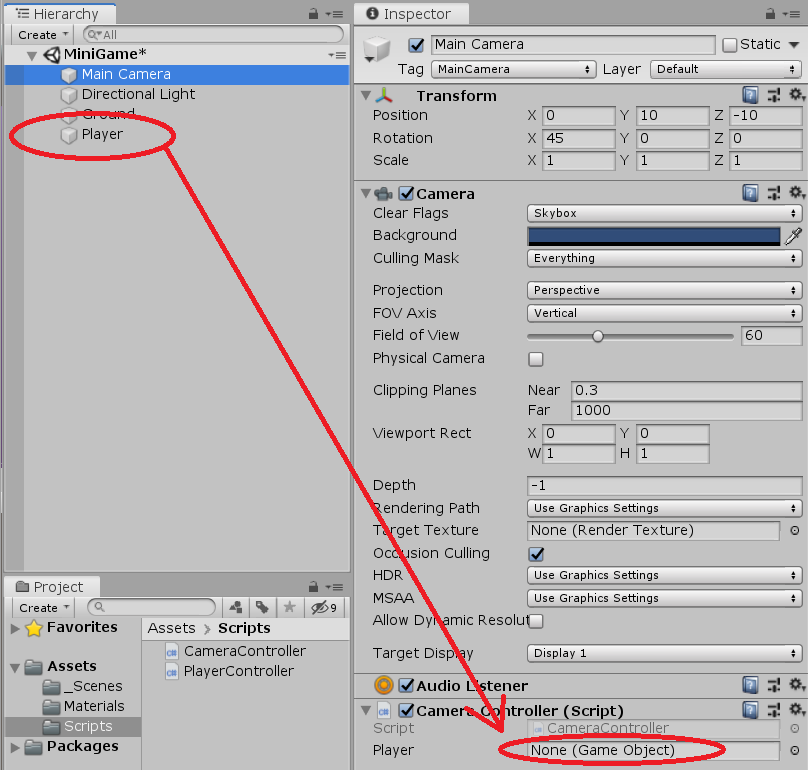 Hierarchy
Create
All
MiniGame*
Main Camera
Directional Light
Ground
Player
Project
Create
9
Favorites
Assets
_Scenes
Materials
Scripts
Packages
Assets > Scripts
CameraController
PlayerController
Inspector
Main Camera Static
Tag MainCamera Layer Default
Transform
Position X 0 Y 10 Z -10
Rotation X 45 Y 0 Z 0
Scale X 1 Y 1 Z 1
Camera
Clear Flags Skybox
Background
Culling Mask Everything
Projection Perspective
FOV Axis Vertical
Field of View 60
Physical Camera
Clipping Planes Near 0.3
Far 1000
Viewport Rect X 0 Y 0
W 1 H 1
Depth -1
Rendering Path Use Graphics Settings
Target Texture None (Render Texture)
Occlusion Culling
HDR Use Graphics Settings
MSAA Use Graphics Settings
Allow Dynamic Resolut
Target Display Display 1
Audio Listener
Camera Controller (Script)
Script CameraController
Player None (Game Object)